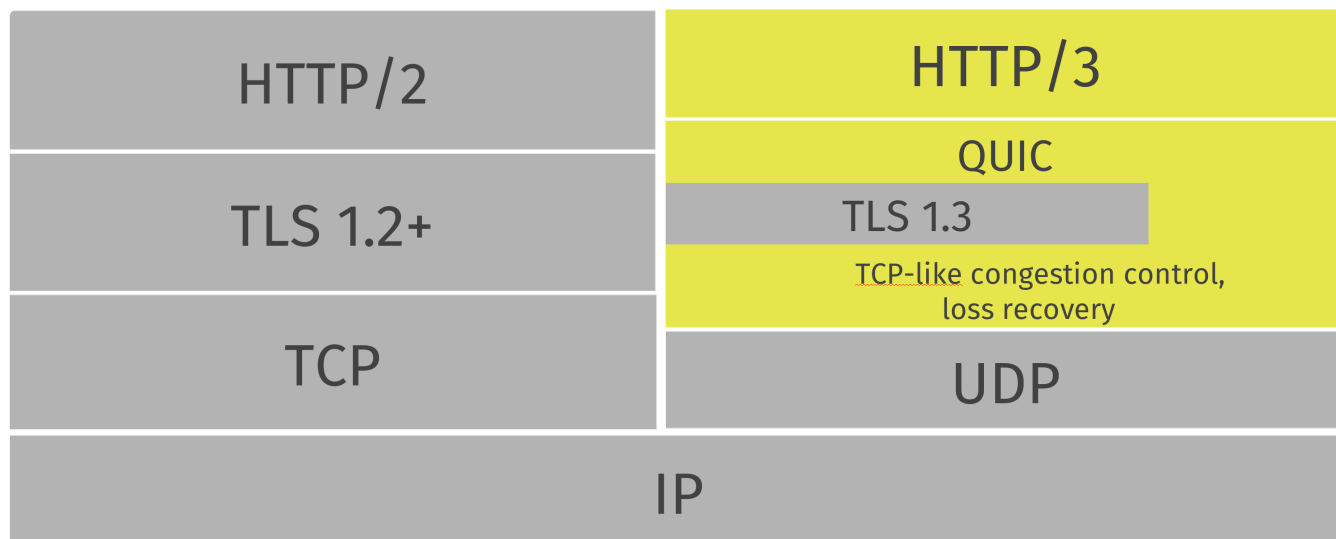 HTTP/2
TLS 1.2+
TCP
HTTP/3
QUIC
TLS 1.3
TCP-like congestion control,
loss recovery
UDP
IP